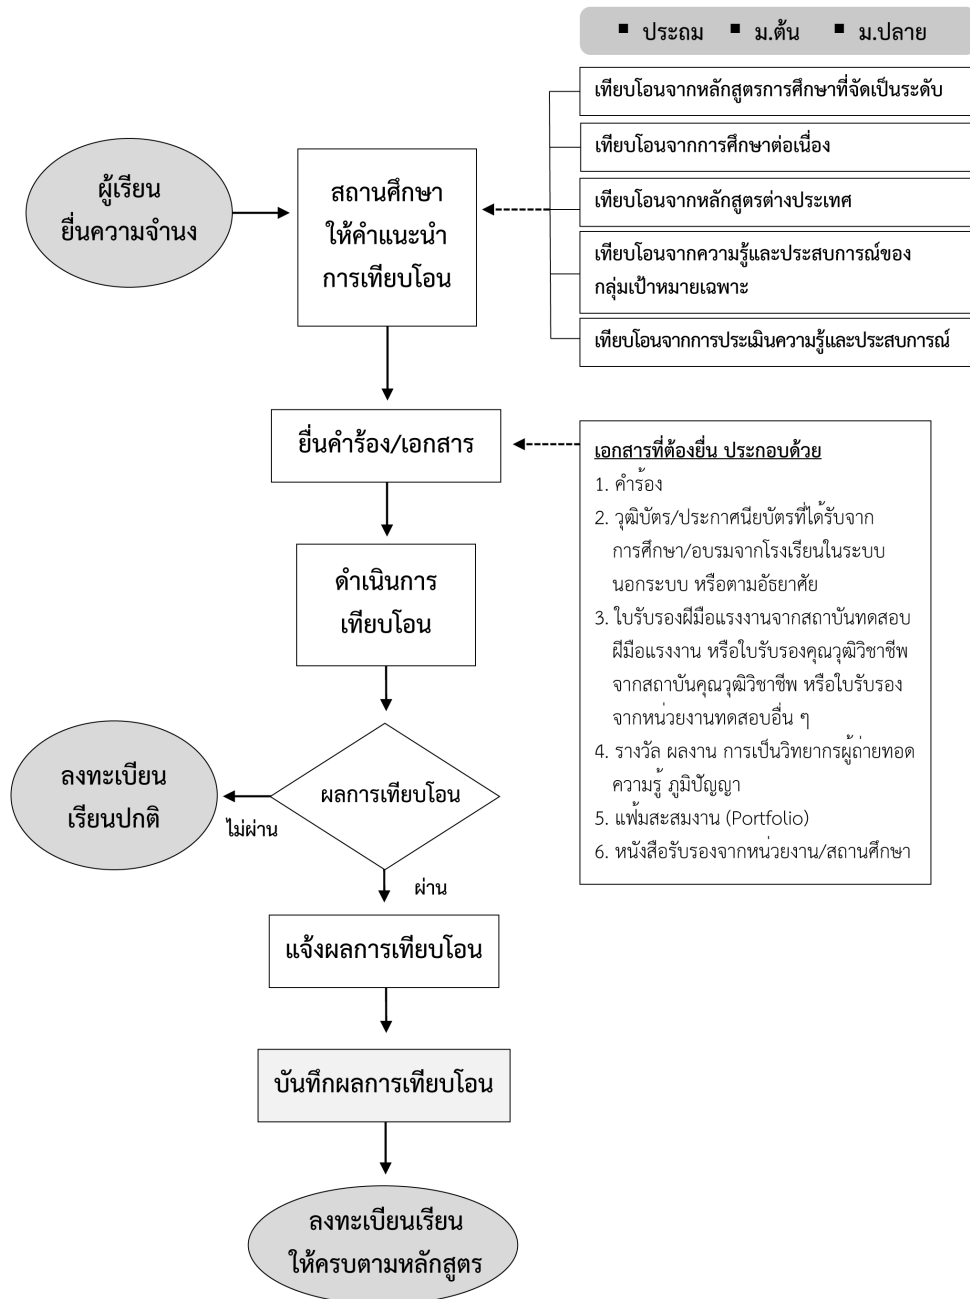 ▪ ประถม ▪ ม.ต้น ▪ ม.ปลาย
เทียบโอนจากหลักสูตรการศึกษาที่จัดเป็นระดับ
เทียบโอนจากการศึกษาต่อเนื่อง
เทียบโอนจากหลักสูตรต่างประเทศ
เทียบโอนจากความรู้และประสบการณ์ของ
กลุ่มเป้าหมายเฉพาะ
เทียบโอนจากการประเมินความรู้และประสบการณ์
ผู้เรียน
ยื่นความจำนง
สถานศึกษา
ให้คำแนะนำ
การเทียบโอน
ยื่นคำร้อง/เอกสาร
เอกสารที่ต้องยื่น ประกอบด้วย
1. คำร้อง
2. วุฒิบัตร/ประกาศนียบัตรที่ได้รับจาก
การศึกษา/อบรมจากโรงเรียนในระบบ
นอกระบบ หรือตามอัธยาศัย
3. ใบรับรองฝีมือแรงงานจากสถาบันทดสอบ
ฝีมือแรงงาน หรือใบรับรองคุณวุฒิวิชาชีพ
จากสถาบันคุณวุฒิวิชาชีพ หรือใบรับรอง
จากหน่วยงานทดสอบอื่น ๆ
4. รางวัล ผลงาน การเป็นวิทยากรผู้ถ่ายทอด
ความรู้ ภูมิปัญญา
5. แฟ้มสะสมงาน (Portfolio)
6. หนังสือรับรองจากหน่วยงาน/สถานศึกษา
ดำเนินการ
เทียบโอน
ผลการเทียบโอน
ไม่ผ่าน
ลงทะเบียน
เรียนปกติ
ผ่าน
แจ้งผลการเทียบโอน
บันทึกผลการเทียบโอน
ลงทะเบียนเรียน
ให้ครบตามหลักสูตร